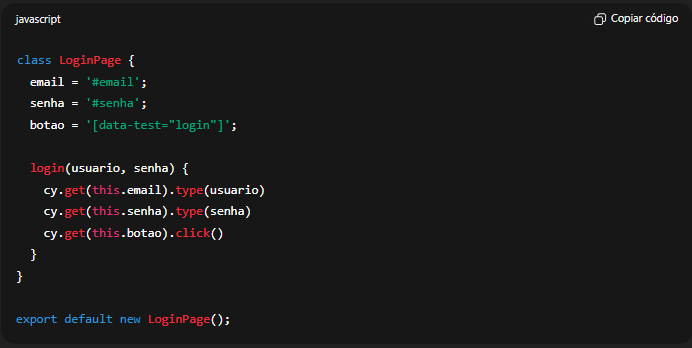 javascript
Copiar código
class LoginPage {
  email = '#email';
  senha = '#senha';
  botao = '[data-test="login"]';

  login(usuario, senha) {
    cy.get(this.email).type(usuario)
    cy.get(this.senha).type(senha)
    cy.get(this.botao).click()
  }
}

export default new LoginPage();